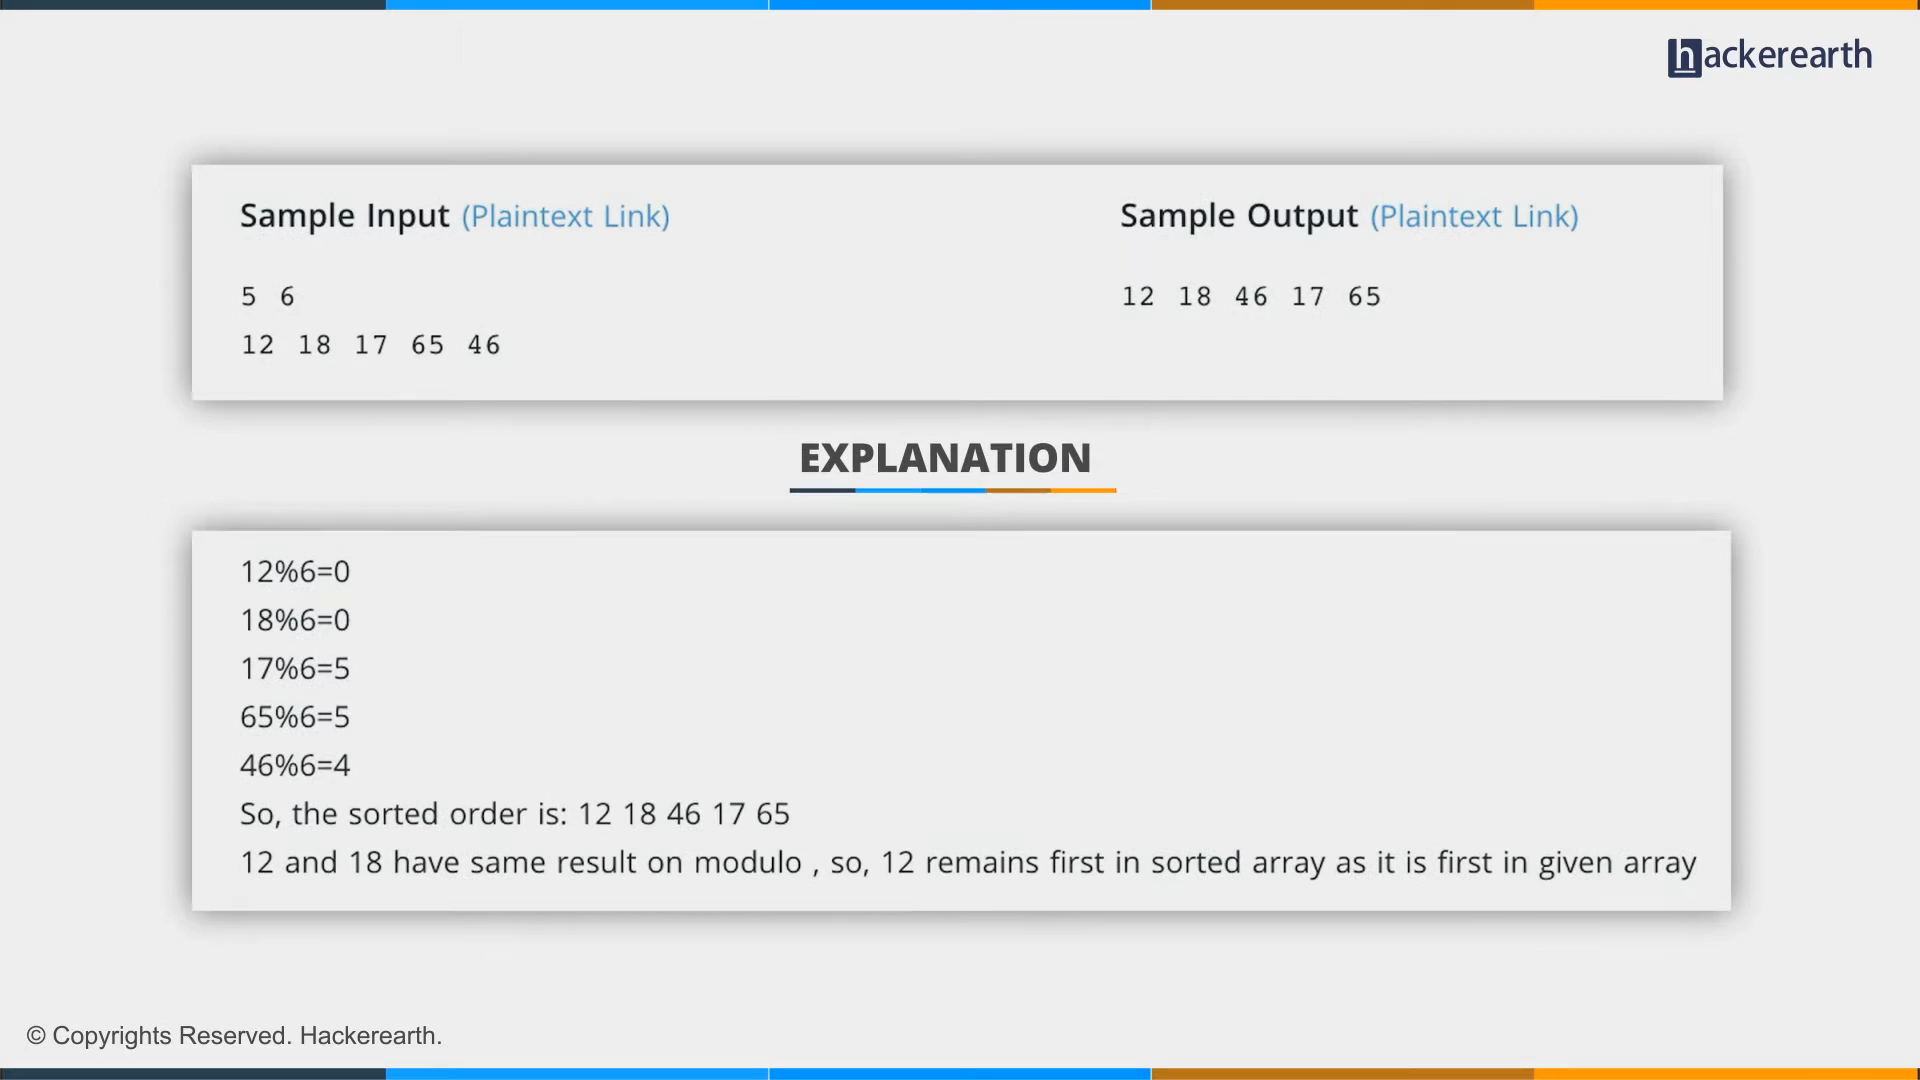 hackerearth
Sample Input (Plaintext Link)
5 6
12 18 17 65 46
Sample Output (Plaintext Link)
12 18 46 17 65
EXPLANATION
12%6=0
18%6=0
17%6=5
65%6=5
46%6=4
So, the sorted order is: 12 18 46 17 65
12 and 18 have same result on modulo , so, 12 remains first in sorted array as it is first in given array
© Copyrights Reserved. Hackerearth.